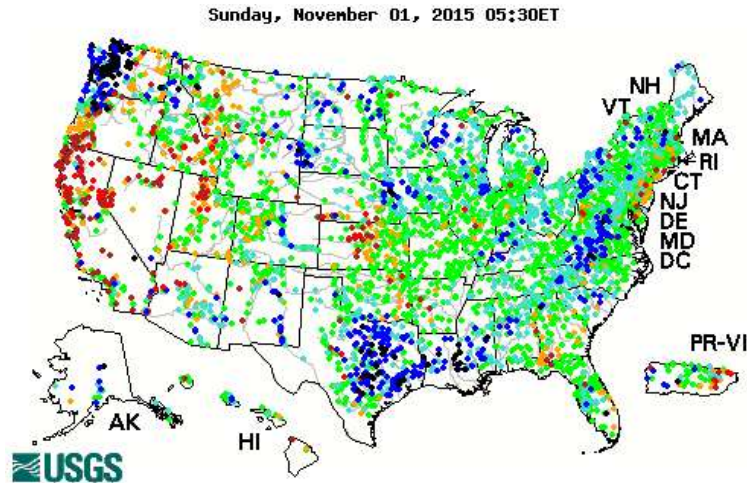 Sunday, November 01, 2015 05:30ET
NH
VT
MA
RI
CT
NJ
DE
MD
DC
PR-VI
AK
HI
USGS